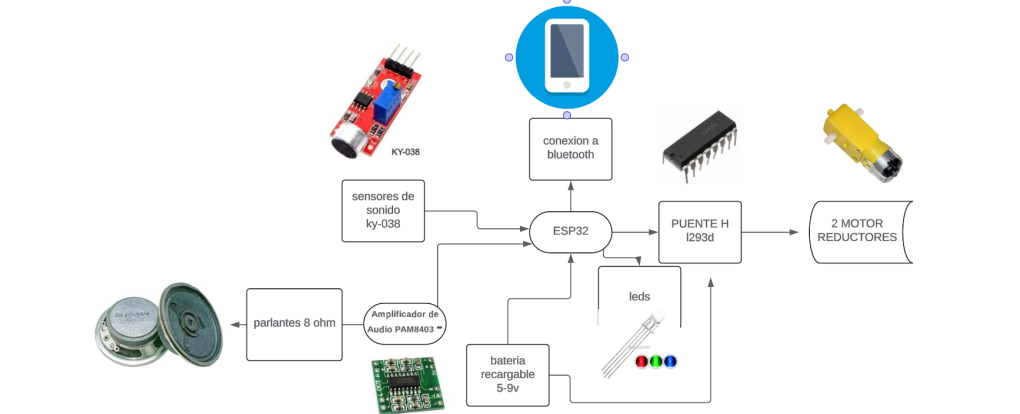 KY-038
conexion a
bluetooth
sensores de
sonido
ky-038
ESP32
PUENTE H
l293d
2 MOTOR
REDUCTORES
leds
parlantes 8 ohm
Amplificador de
Audio PAM8403
bateria
recargable
5-9v